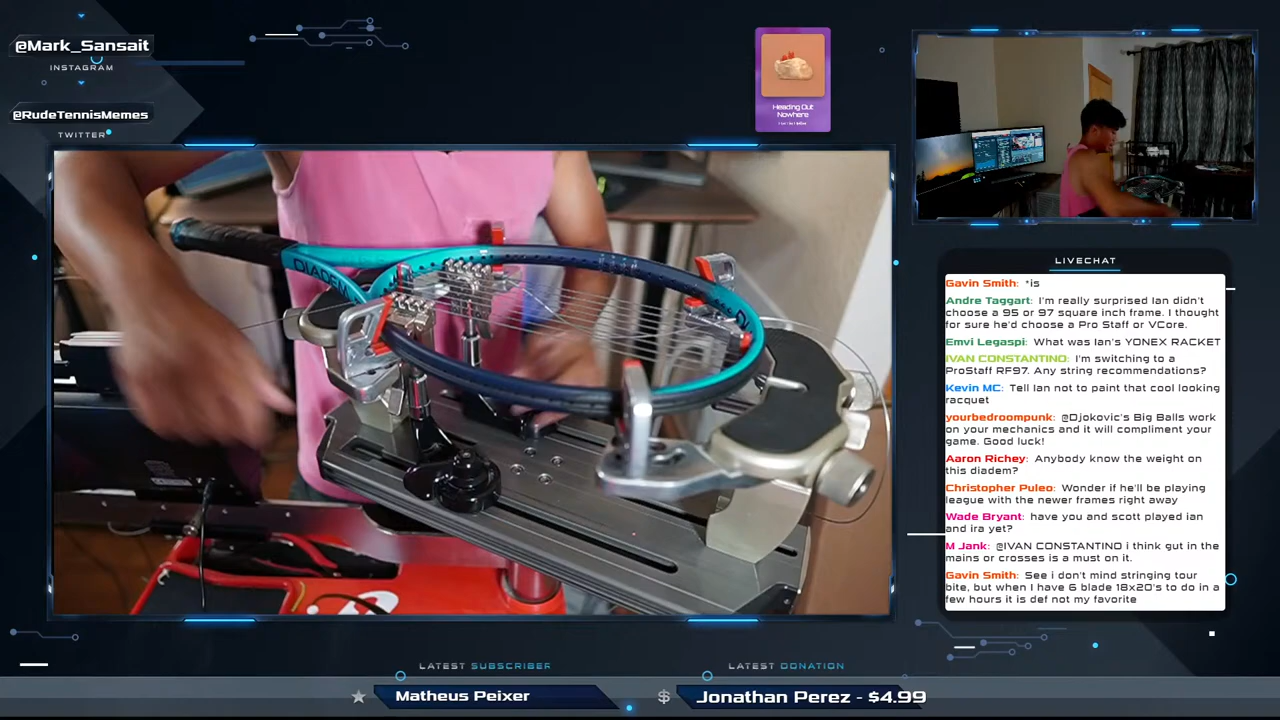 @Mark_Sansait
INSTAGRAM
@RudeTennisMemes
TWITTER
Heading Out
Nowhere
LIVECHAT
Gavin Smith: *is
Andre Taggart: I'm really surprised Ian didn't
choose a 95 or 97 square inch frame. I thought
for sure he'd choose a Pro Staff or VCore.
Emvi Legaspi: What was Ian's YONEX RACKET
IVAN CONSTANTINO: I'm switching to a
ProStaff RF97. Any string recommendations?
Kevin MC: Tell Ian not to paint that cool looking
racquet
yourbedroompunk: @Djokovic's Big Balls work
on your mechanics and it will compliment your
game. Good luck!
Aaron Richey: Anybody know the weight on
this diadem?
Christopher Puleo: Wonder if he'll be playing
league with the newer frames right away
Wade Bryant: have you and scott played ian
and ira yet?
M Jank: @IVAN CONSTANTINO i think gut in the
mains or crosses is a must on it.
Gavin Smith: See i don't mind stringing tour
bite, but when I have 6 blade 18x20's to do in a
few hours it is def not my favorite
LATEST SUBSCRIBER
Matheus Peixer
LATEST DONATION
$ Jonathan Perez - $4.99